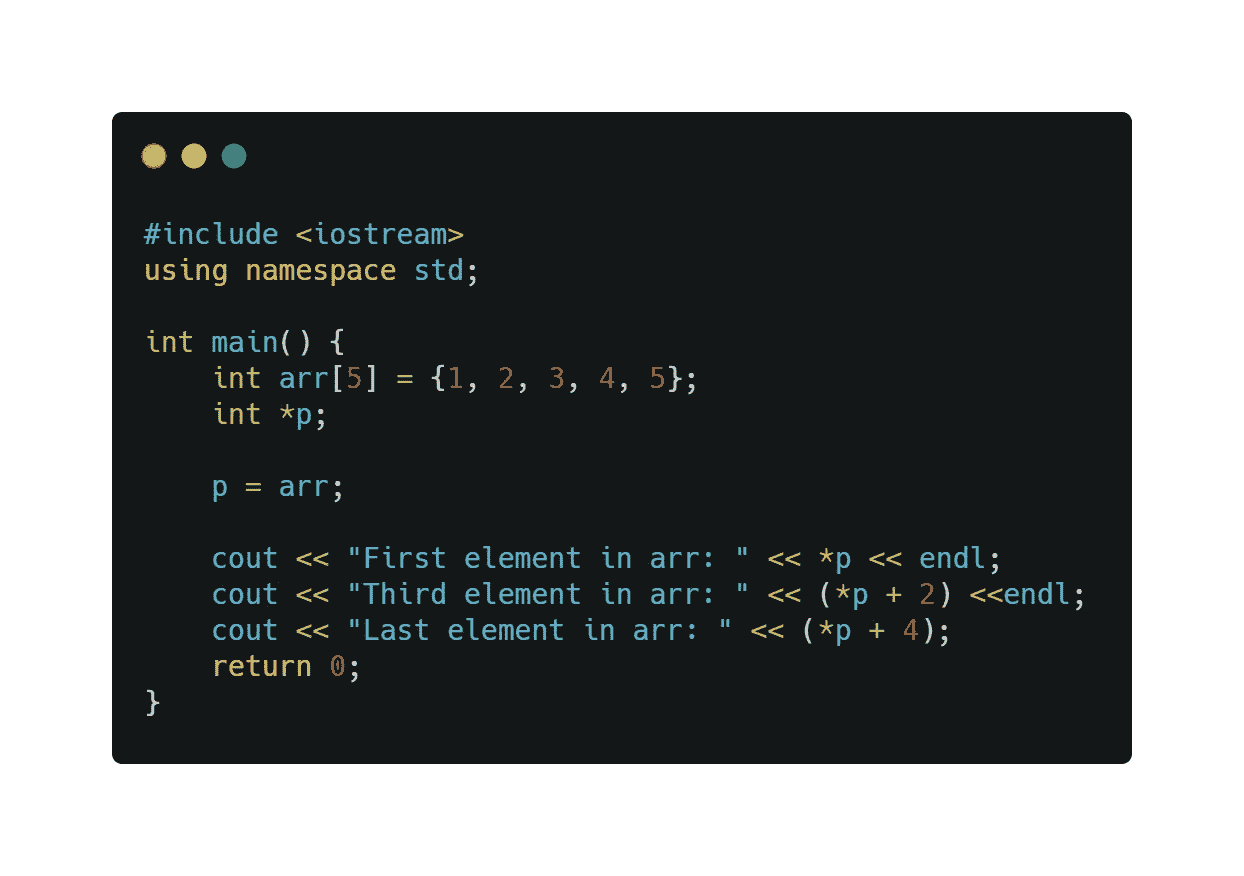 #include <iostream>
using namespace std;
int main() {
    int arr[5] = {1, 2, 3, 4, 5};
    int *p;
    p = arr;
    cout << "First element in arr: " << *p << endl;
    cout << "Third element in arr: " << (*p + 2) <<endl;
    cout << "Last element in arr: " << (*p + 4);
    return 0;
}